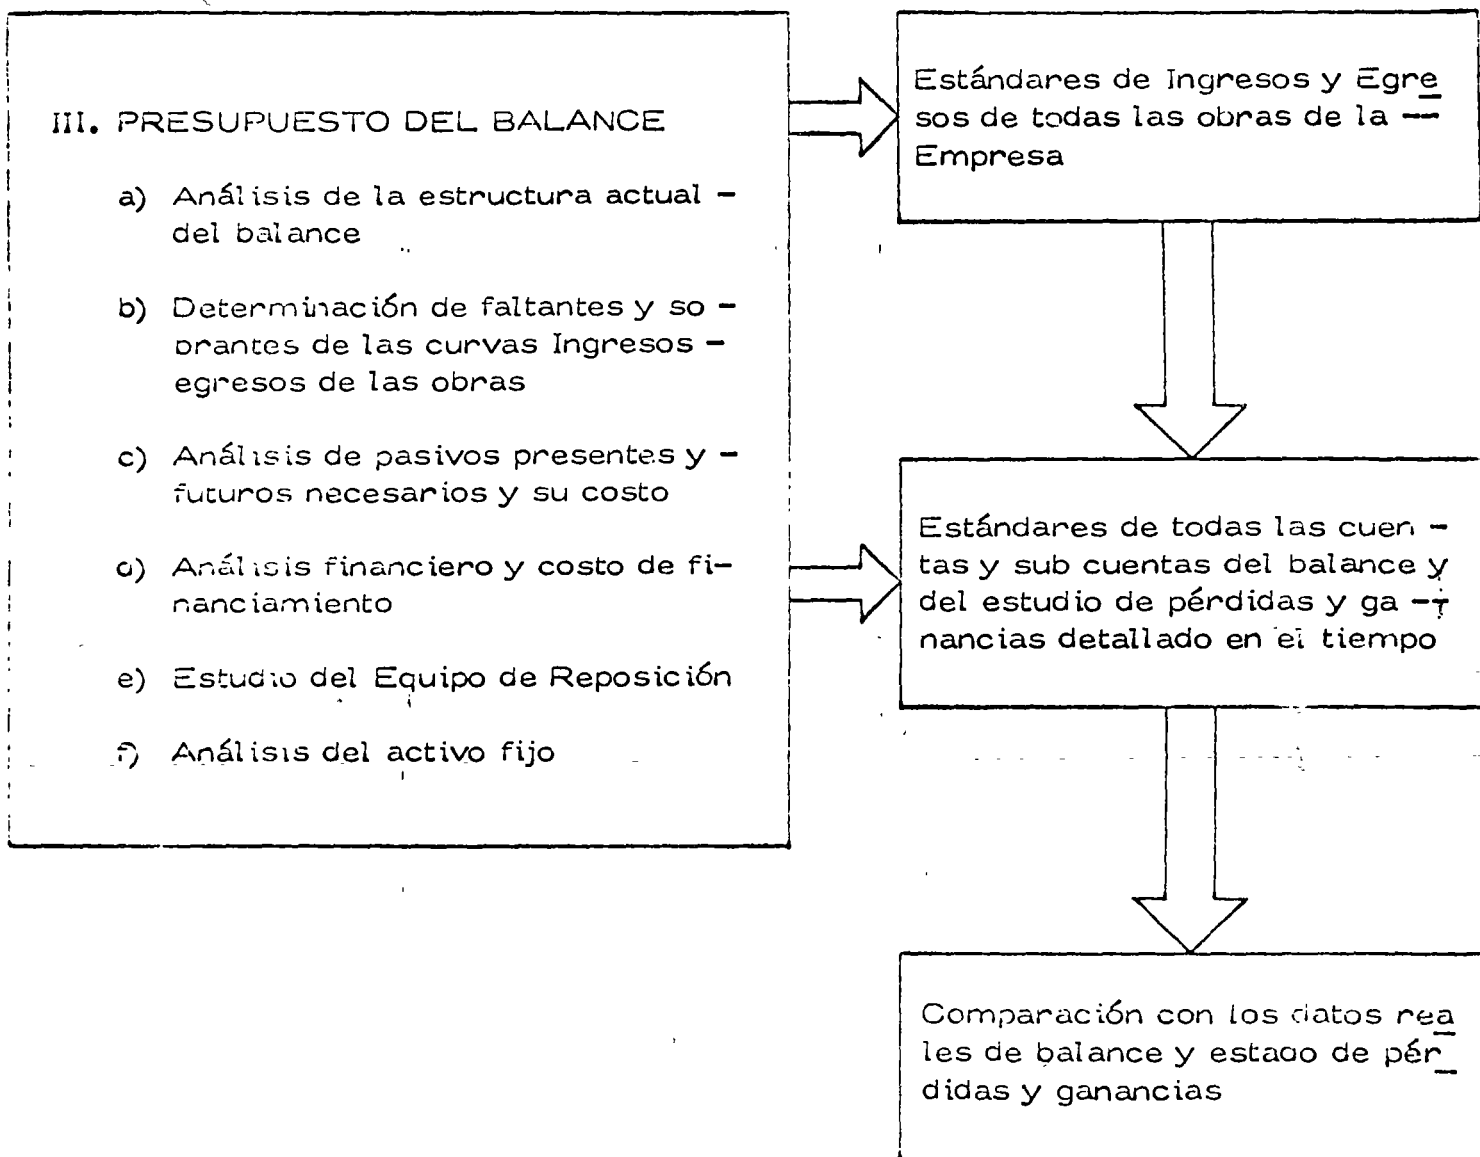 III. PRESUPUESTO DEL BALANCE
a) Análisis de la estructura actual -
del balance
b) Determinación de faltantes y so -
brantes de las curvas Ingresos -
egresos de las obras
c) Análisis de pasivos presentes y -
futuros necesarios y su costo
d) Análisis financiero y costo de fi-
nanciamiento
e) Estudio del Equipo de Reposición
f) Análisis del activo fijo
Estándares de Ingresos y Egre
sos de todas las obras de la --
Empresa
Estándares de todas las cuen -
tas y sub cuentas del balance y
del estudio de pérdidas y ga -
nancias detallado en el tiempo
Comparación con los datos rea
les de balance y estado de pér
didas y ganancias